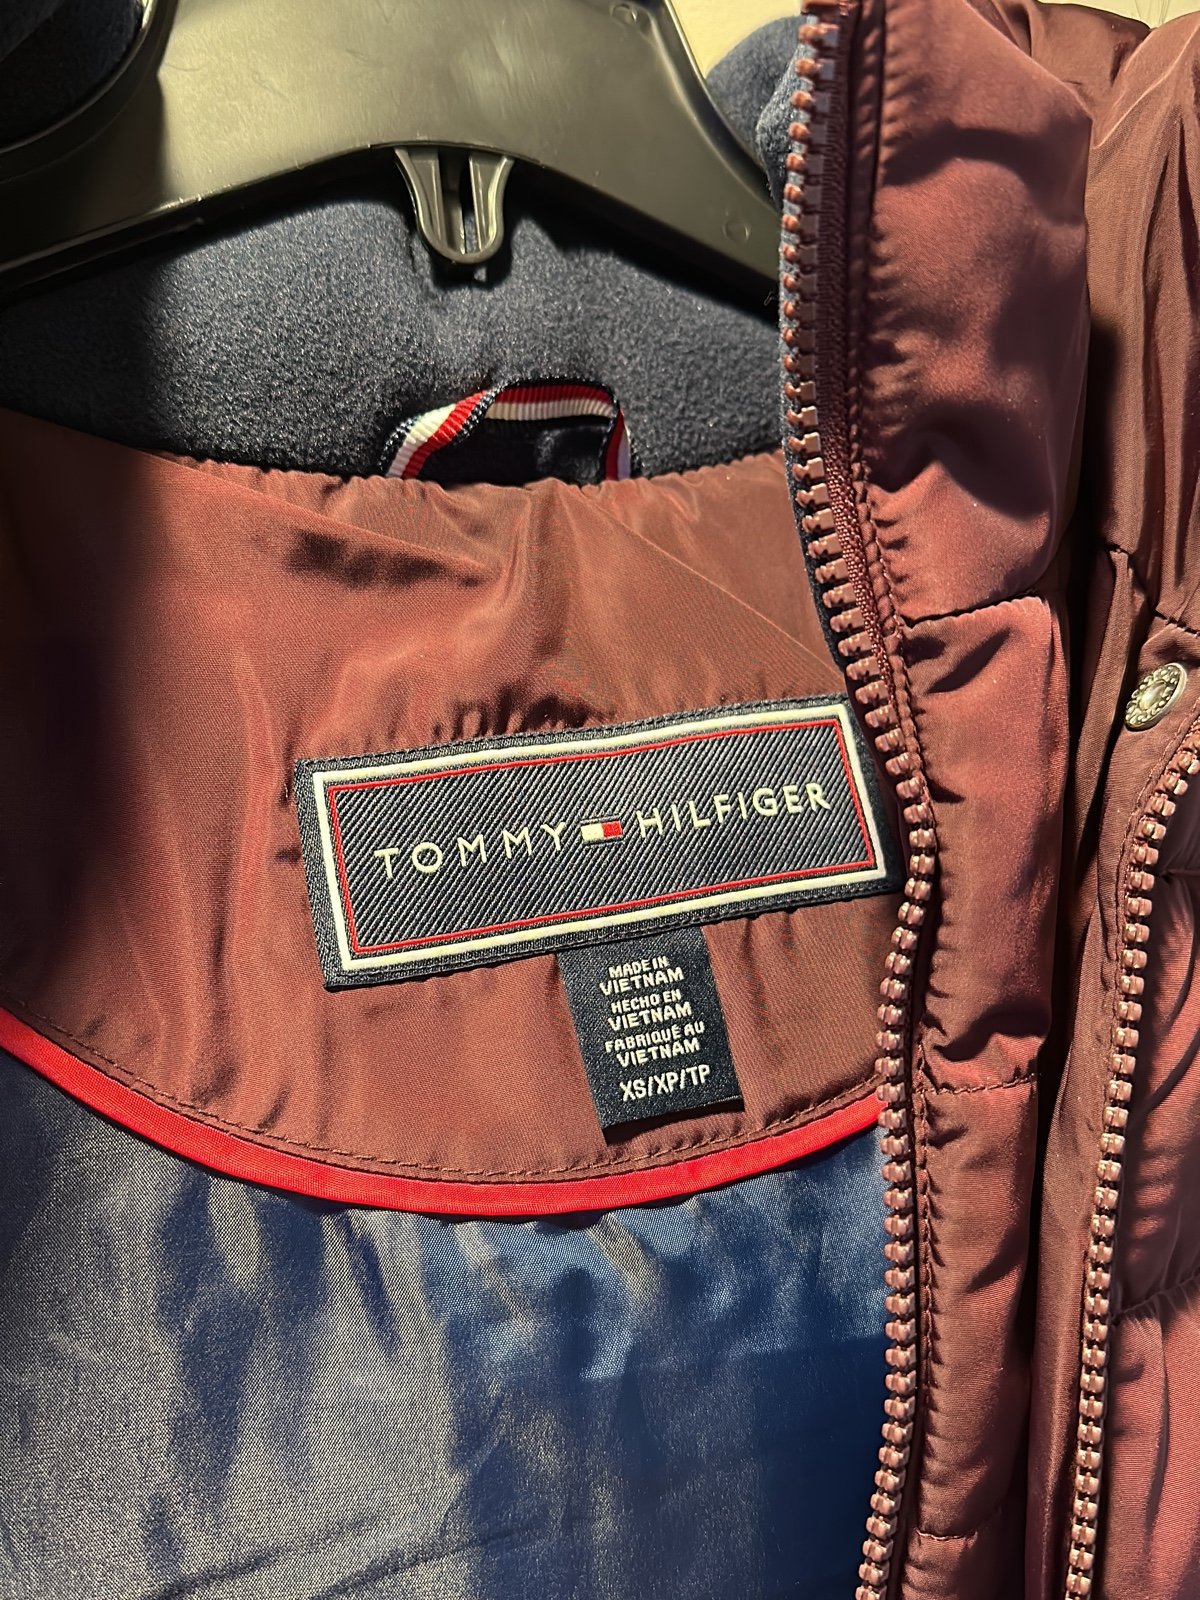 TOMMY HILFIGER
MADE IN
VIETNAM
HECHO EN
VIETNAM
FABRIQUÉ AU
VIETNAM
XS/XP/TP